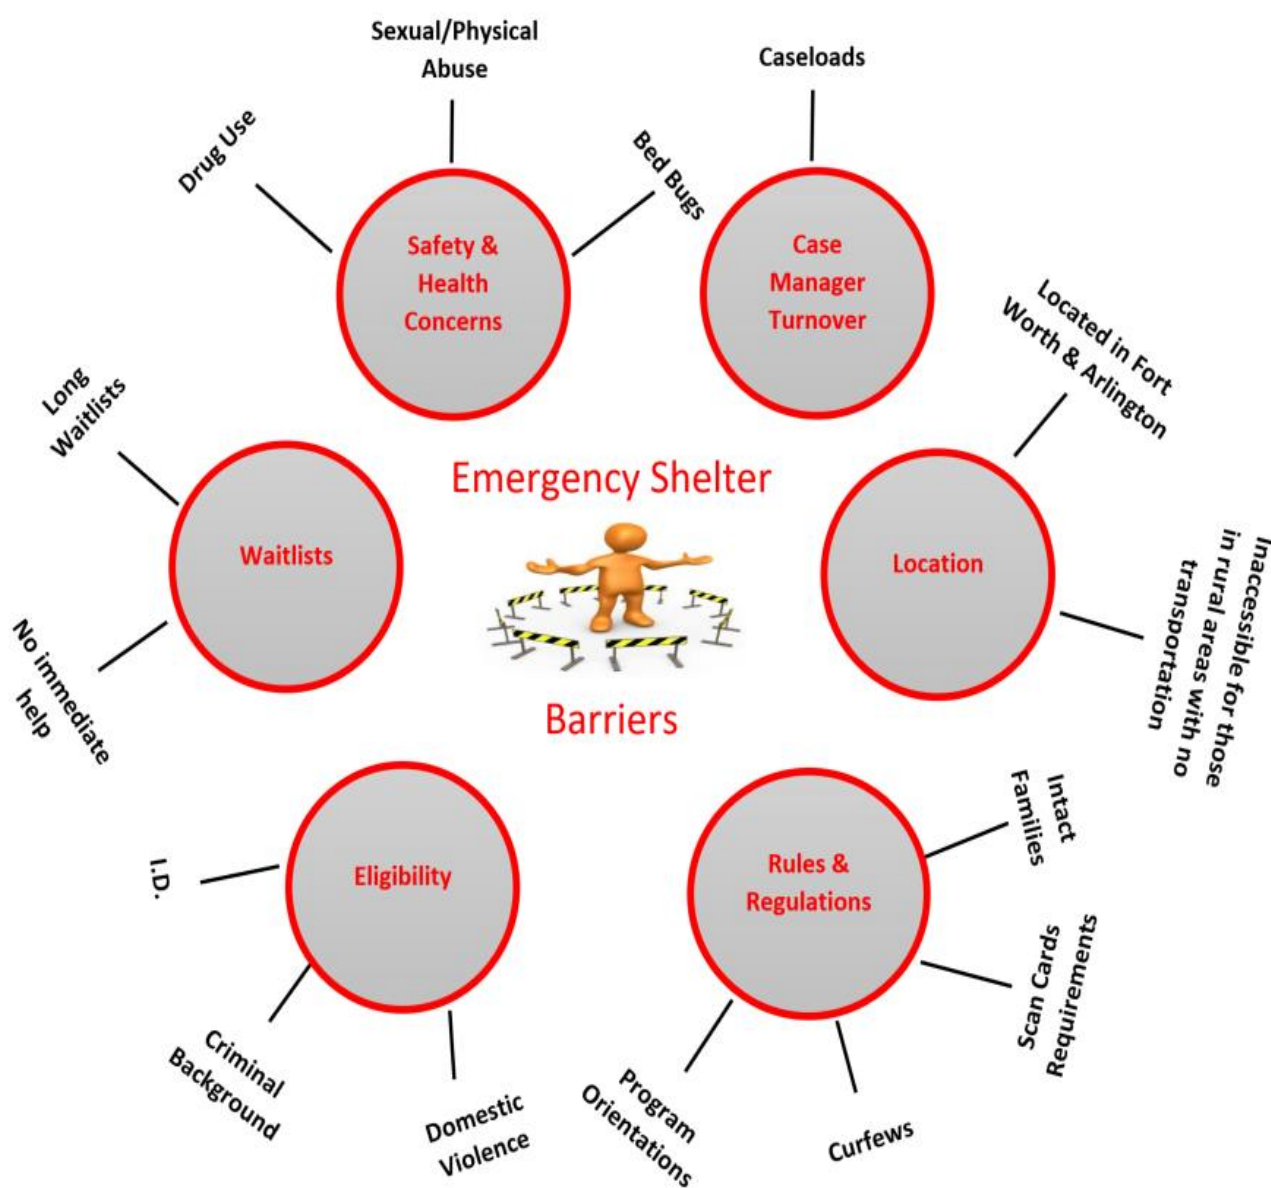 Sexual/Physical
Abuse
Caseloads
Drug Use
Bed Bugs
Safety &
Health
Concerns
Case
Manager
Turnover
Located in Fort
Worth & Arlington
Long
Waitlists
Emergency Shelter
Waitlists
Location
Inaccessible for those
in rural areas with no
transportation
No immediate
help
Barriers
Intact
Families
I.D.
Eligibility
Rules &
Regulations
Scan Cards
Requirements
Criminal
Background
Domestic
Violence
Program
Orientations
Curfews